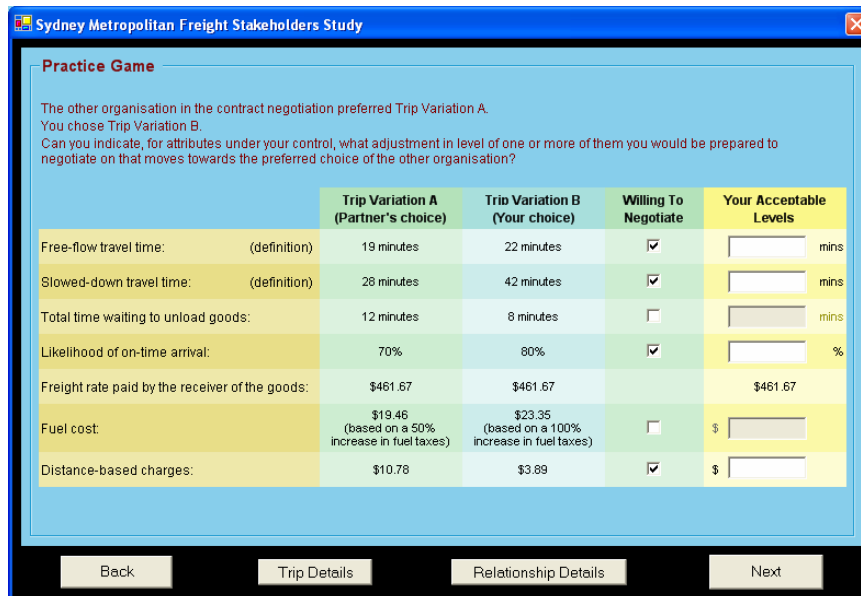 Sydney Metropolitan Freight Stakeholders Study
Practice Game
The other organisation in the contract negotiation preferred Trip Variation A.
You chose Trip Variation B.
Can you indicate, for attributes under your control, what adjustment in level of one or more of them you would be prepared to
negotiate on that moves towards the preferred choice of the other organisation?
Trip Variation A Trip Variation B Willing To Your Acceptable
(Partner's choice) (Your choice) Negotiate Levels
Free-flow travel time: (definition) 19 minutes 22 minutes mins
Slowed-down travel time: (definition) 28 minutes 42 minutes mins
Total time waiting to unload goods: 12 minutes 8 minutes mins
Likelihood of on-time arrival: 70% 80% %
Freight rate paid by the receiver of the goods: $461.67 $461.67 $461.67
$19.46 $23.35
Fuel cost: (based on a 50% (based on a 100% $
increase in fuel taxes) increase in fuel taxes)
Distance-based charges: $10.78 $3.89 $
Back Trip Details Relationship Details Next